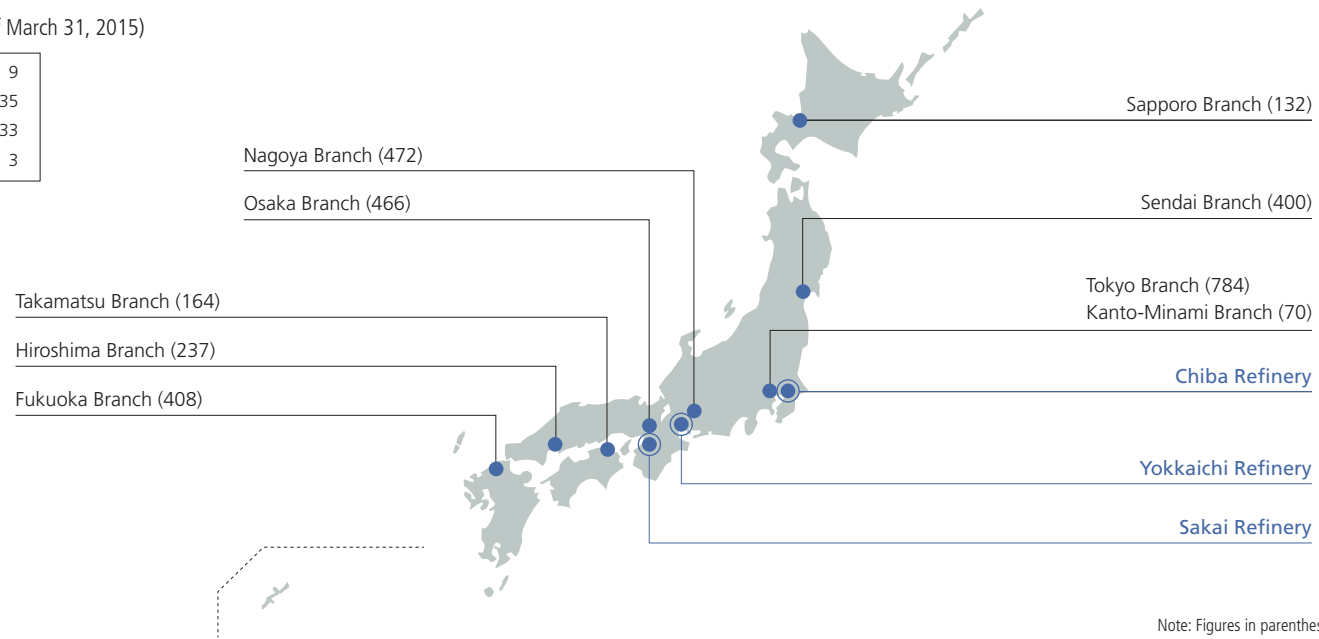 March 31, 2015)
9
35
33
3
Nagoya Branch (472)
Osaka Branch (466)
Takamatsu Branch (164)
Hiroshima Branch (237)
Fukuoka Branch (408)
Sapporo Branch (132)
Sendai Branch (400)
Tokyo Branch (784)
Kanto-Minami Branch (70)
Chiba Refinery
Yokkaichi Refinery
Sakai Refinery
Note: Figures in parenthes